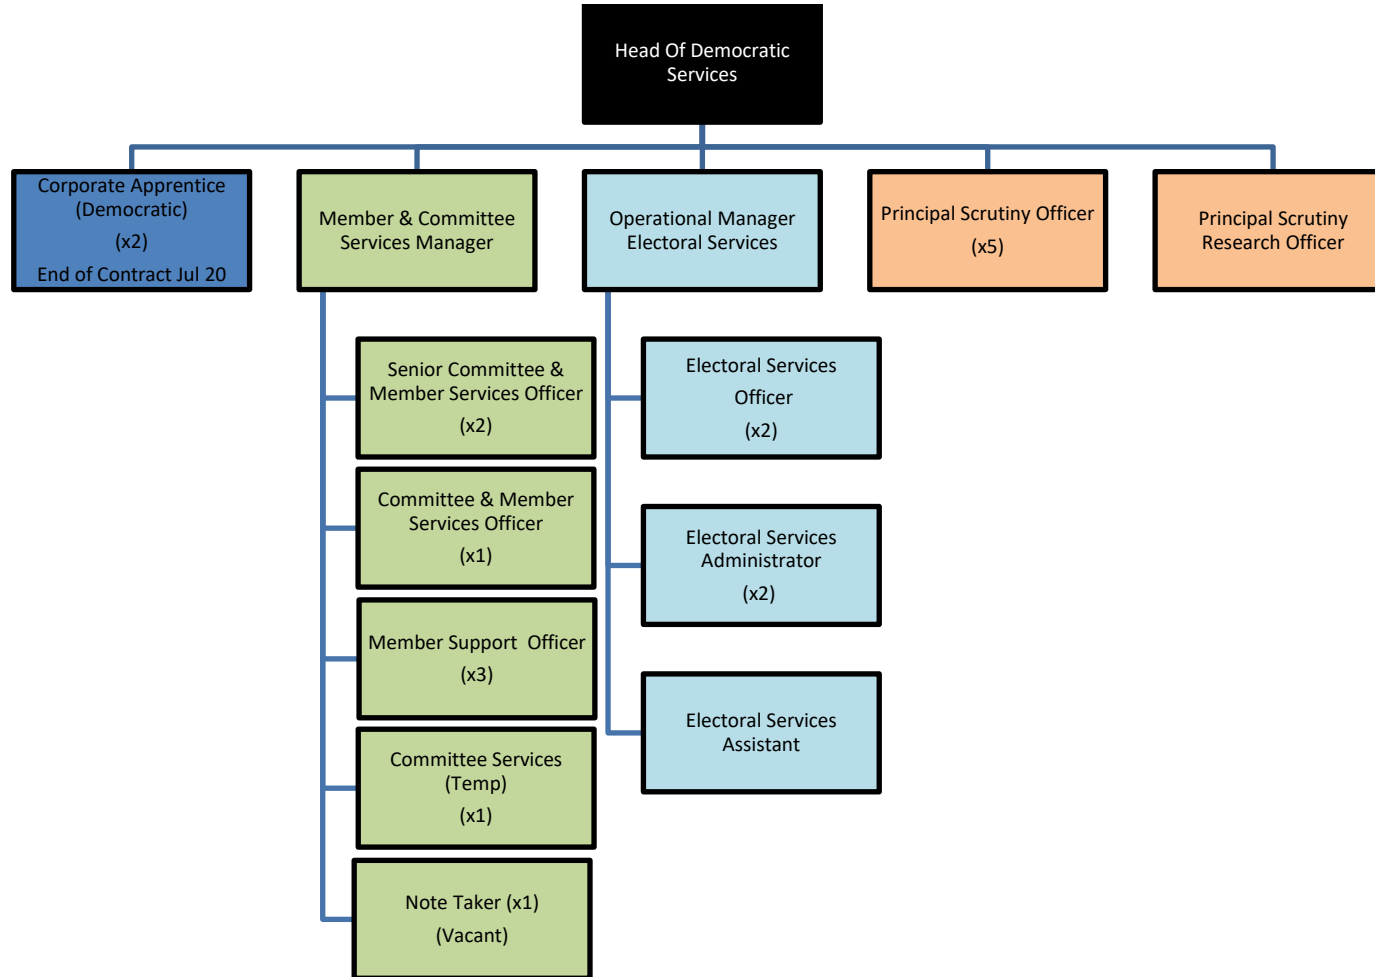 Head Of Democratic
Services
Corporate Apprentice
(Democratic)
(x2)
End of Contract Jul 20
Member & Committee
Services Manager
Operational Manager
Electoral Services
Principal Scrutiny Officer
(x5)
Principal Scrutiny
Research Officer
Senior Committee &
Member Services Officer
(x2)
Committee & Member
Services Officer
(x1)
Member Support  Officer
(x3)
Committee Services
(Temp)
(x1)
Note Taker (x1)
(Vacant)
Electoral Services
Officer
(x2)
Electoral Services
Administrator
(x2)
Electoral Services
Assistant